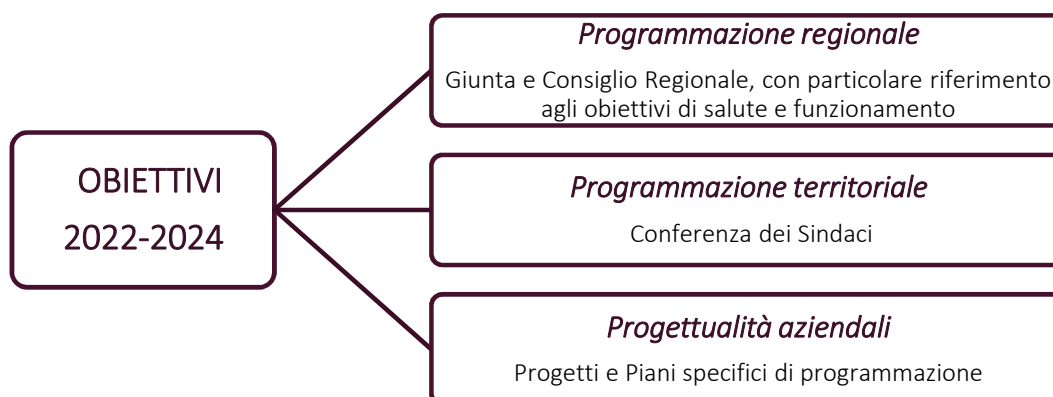 Programmazione regionale
Giunta e Consiglio Regionale, con particolare riferimento
agli obiettivi di salute e funzionamento
OBIETTIVI
2022-2024
Programmazione territoriale
Conferenza dei Sindaci
Progettualità aziendali
Progetti e Piani specifici di programmazione